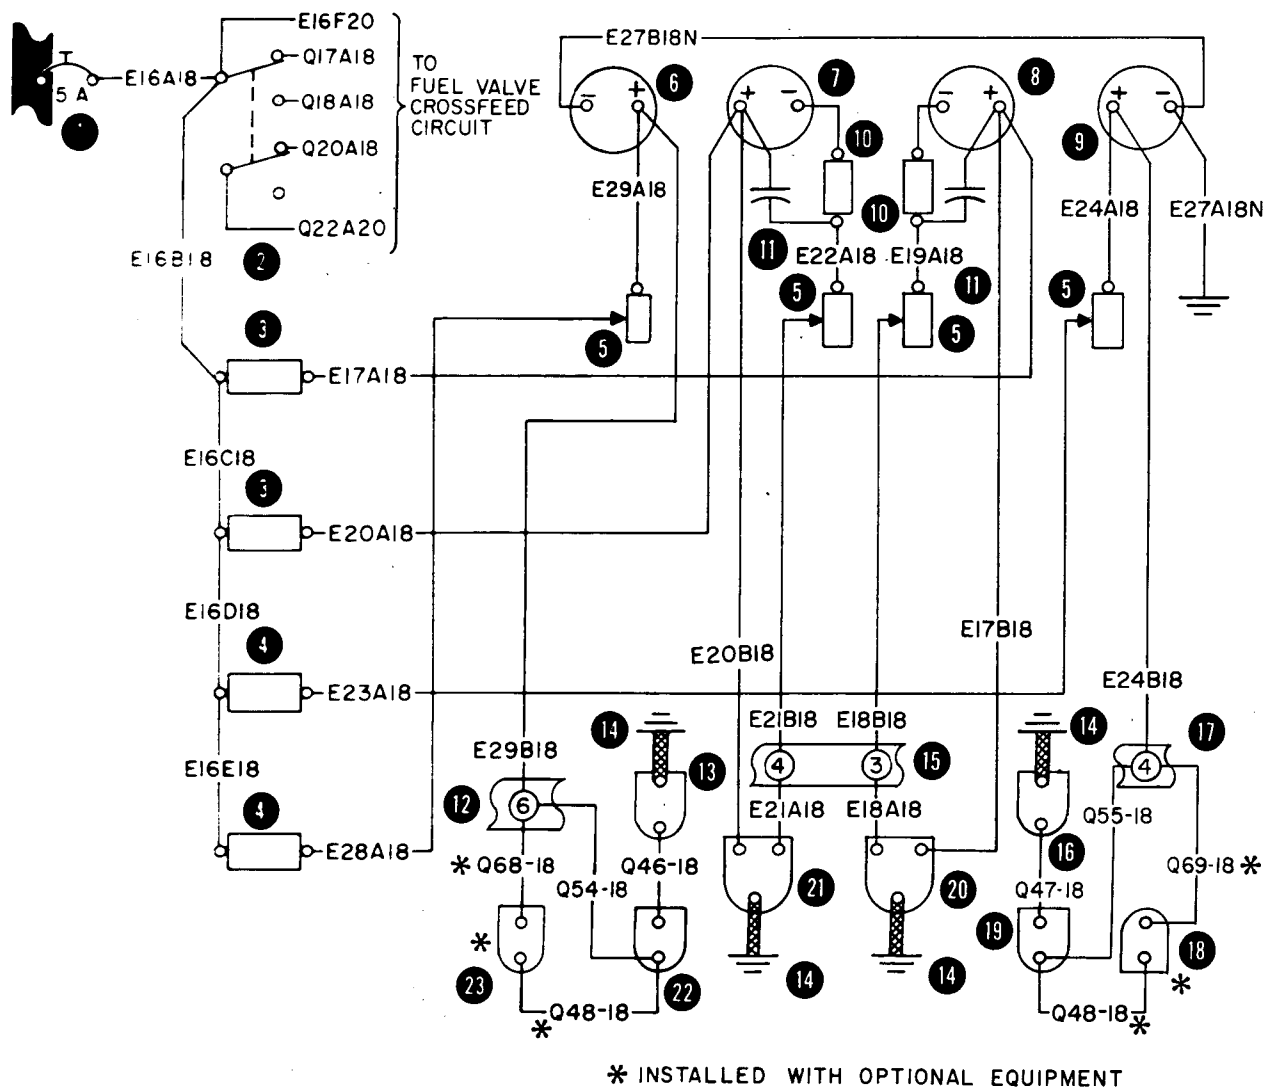 E16F20
E27B18N
Q17A18
TO
FUEL VALVE
CROSSFEED
CIRCUIT
T
5 A
E16A18
6
7
8
Q18A18
9
Q20A18
10
E29A18
10
E24A18
E27A18N
Q22A20
E16B18
2
11
E22A18
E19A18
11
5
5
3
5
5
E17A18
E16C18
3
E20A18
E16D18
4
E17B18
E20B18
E23A18
E24B18
14
E21B18
E18B18
14
17
E29B18
13
4
3
15
4
E16E18
12
6
E21A18
E18A18
Q55-18
4
E28A18
16
* Q68-18
Q46-18
Q69-18 *
Q54-18
21
20
Q47-18
*
19
18
23
22
14
14
*
Q48-18
*
Q48-18
*
* INSTALLED WITH OPTIONAL EQUIPMENT